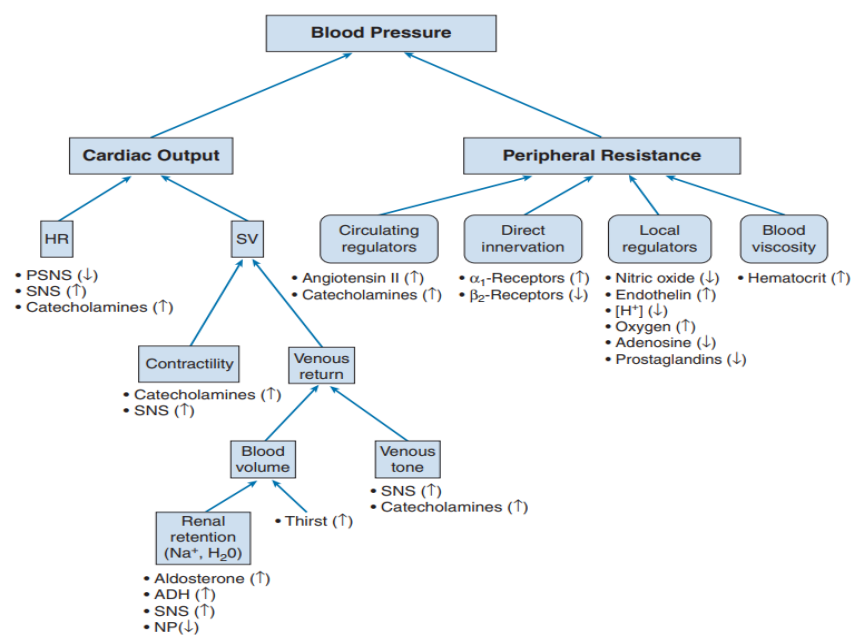 Blood Pressure
Cardiac Output
Peripheral Resistance
HR
• PSNS (↓)
• SNS (↑)
• Catecholamines (↑)
SV
Circulating
regulators
• Angiotensin II (↑)
• Catecholamines (↑)
Direct
innervation
• α₁-Receptors (↑)
• β₂-Receptors (↓)
Local
regulators
• Nitric oxide (↓)
• Endothelin (↑)
• [H⁺] (↓)
• Oxygen (↑)
• Adenosine (↓)
• Prostaglandins (↓)
Blood
viscosity
• Hematocrit (↑)
Contractility
• Catecholamines (↑)
• SNS (↑)
Venous
return
Blood
volume
Venous
tone
• SNS (↑)
• Catecholamines (↑)
Renal
retention
(Na⁺, H₂0)
• Aldosterone (↑)
• ADH (↑)
• SNS (↑)
• NP(↓)
• Thirst (↑)